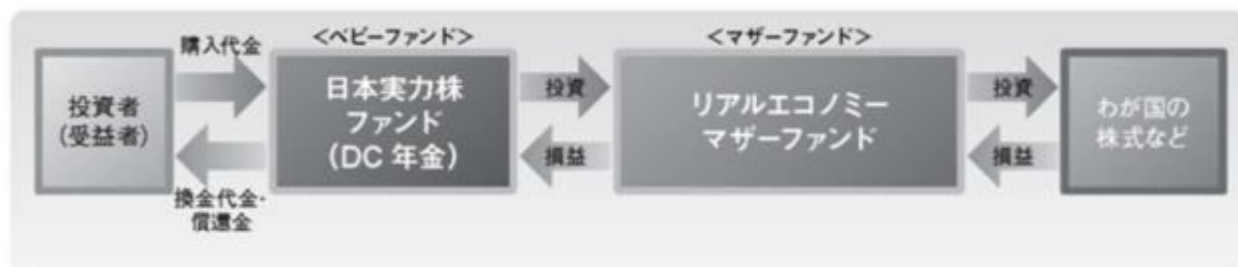 購入代金
投資者
(受益者)
換金代金・
償還金
<ベビーファンド>
日本実力株
ファンド
(DC 年金)
投資
損益
<マザーファンド>
リアルエコノミー
マザーファンド
投資
損益
わが国の
株式など